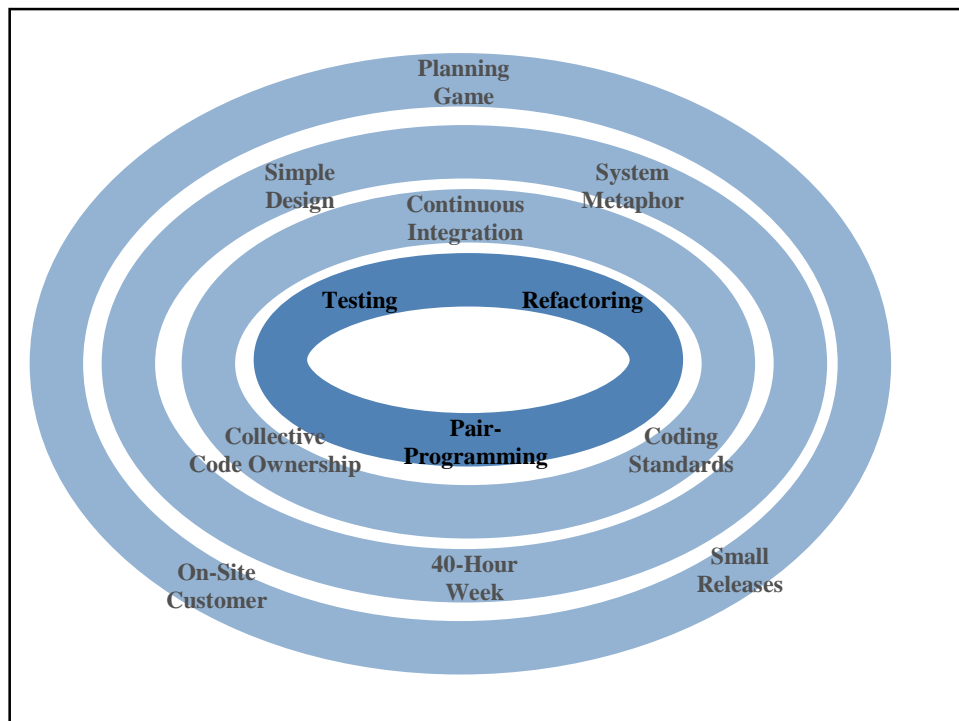 Planning
Game
Simple
Design
System
Metaphor
Continuous
Integration
Testing
Refactoring
Pair-
Programming
Collective
Code Ownership
Coding
Standards
On-Site
Customer
40-Hour
Week
Small
Releases